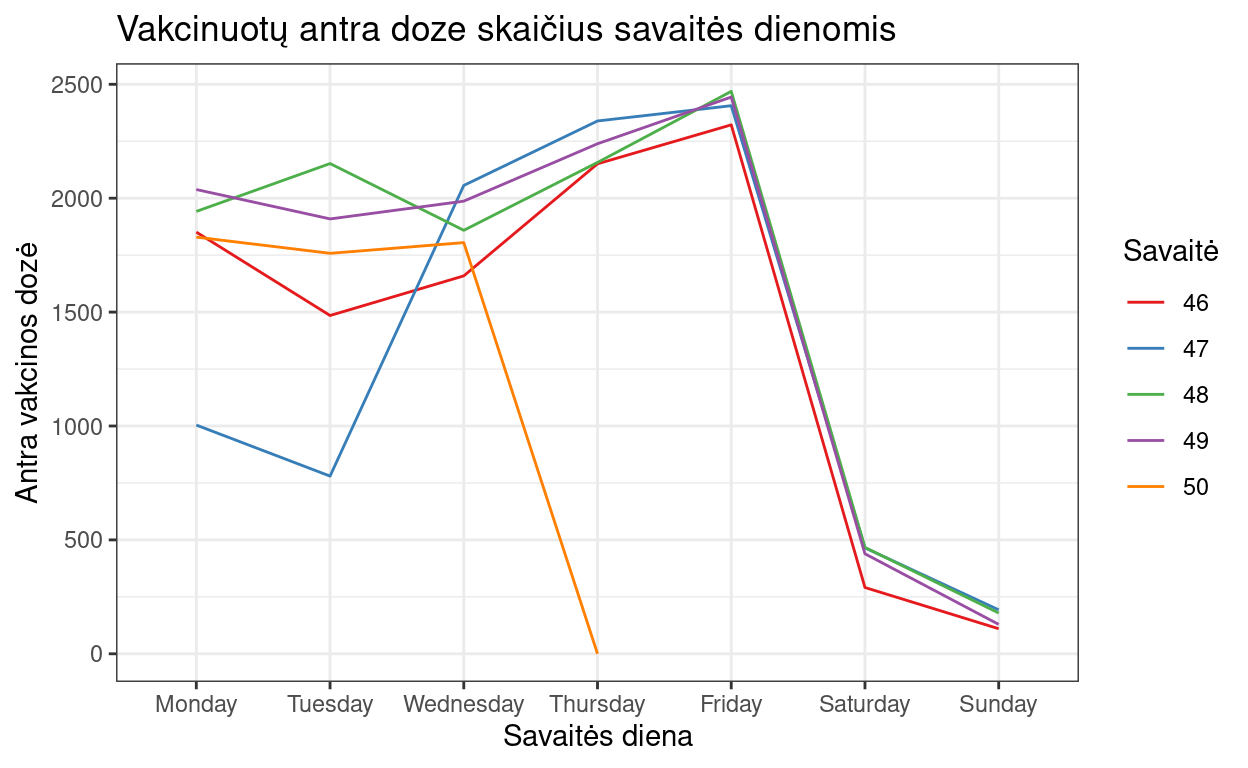 Vakcinuotų antra doze skaičius savaitės dienomis
Antra vakcinos dozė
2500
2000
1500
1000
500
0
Monday Tuesday Wednesday Thursday Friday Saturday Sunday
Savaitės diena
Savaitė
46
47
48
49
50